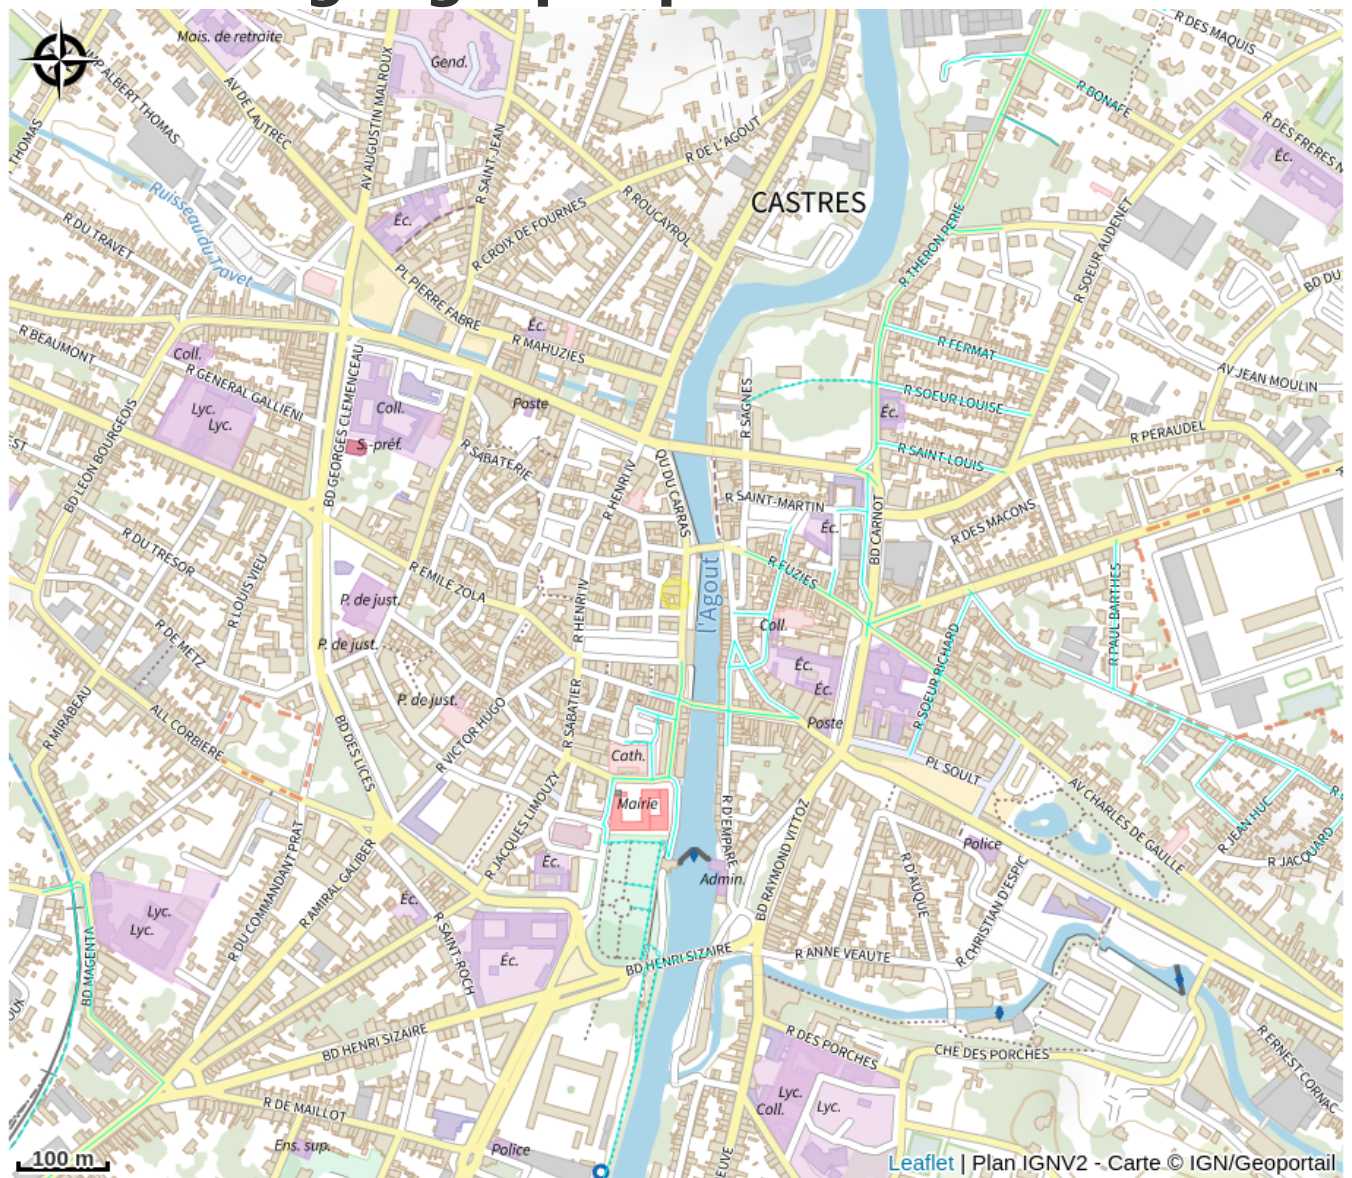 Mais. de retraite
Gend.
R DES MAQUIS
IMP ALBERT THOMAS
AV DE LAUTREC
AV AUGUSTIN MALROUX
R SAINT-JEAN
R DE L'AGOUT
R BONAFE
R DES FRERES N
Éc.
THOMAS
Ruisseau du Travet
R DU TRAVET
Éc.
R CROIX DE FOURNES
R ROUCAYROL
CASTRES
R THERON PERIE
R SOEUR AUDENET
BD DU
PL PIERRE FABRE
Éc.
R MAHUZIES
R BEAUMONT
Coll.
R GENERAL GALLIENI
R FERMAT
AV JEAN MOULIN
BD LEON BOURGEOIS
Lyc.
Lyc.
BD GEORGES CLEMENCEAU
Coll.
S.-préf.
Poste
R SAGNES
R SOEUR LOUISE
Éc.
R PERAUDEL
EST
R SABATERIE
R HENRI IV
QU DU CARRAS
R SAINT-LOUIS
R SAINT-MARTIN
Éc.
BD CARNOT
R DES MACONS
R DU TRESOR
R LOUIS VIEU
R EMILE ZOLA
P. de just.
R HENRI IV
l'Agout
R FUZIES
Coll.
R PAUL BARTHES
R DE METZ
P. de just.
Éc.
Éc.
R SOEUR RICHARD
P. de just.
R VICTOR HUGO
R SABATIER
Poste
R MIRABEAU
ALL CORBIERE
BD DES LICES
Cath.
PL SOULT
AV CHARLES DE GAULLE
Mairie
R JACQUES LIMOUZY
R D'EMPARE
BD RAYMOND VITTOZ
R JEAN HUC
R JACQUARD
R DU COMMANDANT PRAT
R AMIRAL GALIBER
Éc.
Admin.
R D'AUQUE
Police
R CHRISTIAN D'ESPIC
Lyc.
Lyc.
Éc.
R SAINT-ROCH
Éc.
BD MAGENTA
BD HENRI SIZAIRE
R ANNE VEAUTE
BD HENRI SIZAIRE
R DES PORCHES
CHE DES PORCHES
R ERNEST CORNAC
R DE MAILLOT
Lyc.
Coll.
Lyc.
Ens. sup.
Police
100 m
Leaflet | Plan IGNV2 - Carte © IGN/Geoportail